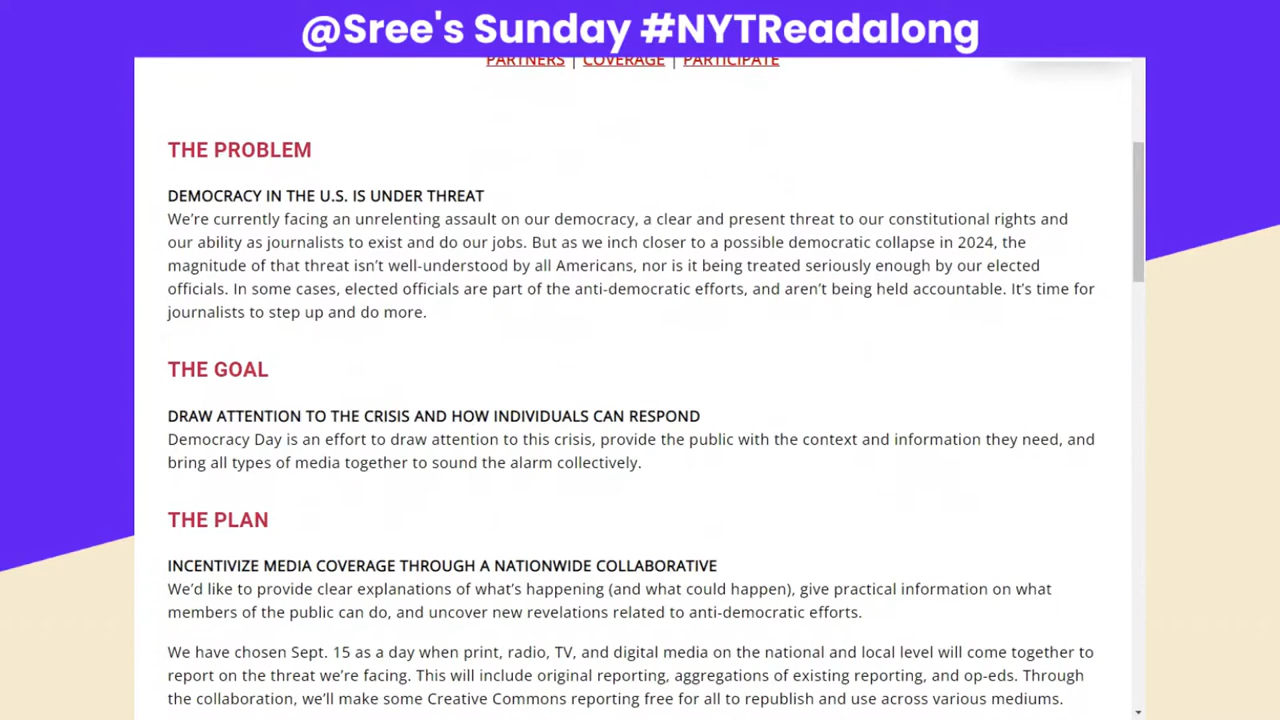 @Sree's Sunday #NYTReadalong
PARTNERS | COVERAGE | PARTICIPATE
THE PROBLEM
DEMOCRACY IN THE U.S. IS UNDER THREAT
We're currently facing an unrelenting assault on our democracy, a clear and present threat to our constitutional rights and
our ability as journalists to exist and do our jobs. But as we inch closer to a possible democratic collapse in 2024, the
magnitude of that threat isn't well-understood by all Americans, nor is it being treated seriously enough by our elected
officials. In some cases, elected officials are part of the anti-democratic efforts, and aren't being held accountable. It's time for
journalists to step up and do more.
THE GOAL
DRAW ATTENTION TO THE CRISIS AND HOW INDIVIDUALS CAN RESPOND
Democracy Day is an effort to draw attention to this crisis, provide the public with the context and information they need, and
bring all types of media together to sound the alarm collectively.
THE PLAN
INCENTIVIZE MEDIA COVERAGE THROUGH A NATIONWIDE COLLABORATIVE
We'd like to provide clear explanations of what's happening (and what could happen), give practical information on what
members of the public can do, and uncover new revelations related to anti-democratic efforts.
We have chosen Sept. 15 as a day when print, radio, TV, and digital media on the national and local level will come together to
report on the threat we're facing. This will include original reporting, aggregations of existing reporting, and op-eds. Through
the collaboration, we'll make some Creative Commons reporting free for all to republish and use across various mediums.